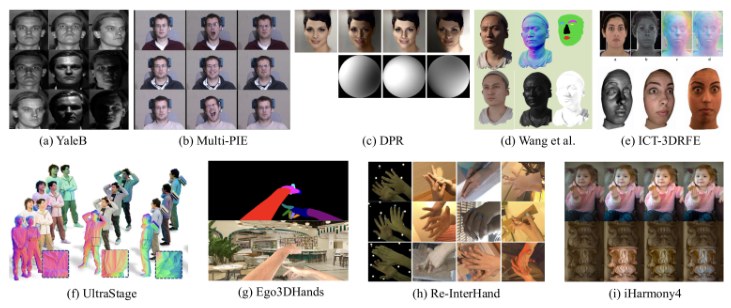 (a) YaleB
(b) Multi-PIE
(c) DPR
(d) Wang et al.
a b c d
(e) ICT-3DRFE
(f) UltraStage
(g) Ego3DHands
(h) Re-InterHand
(i) iHarmony4